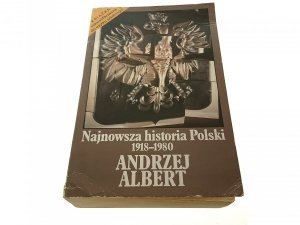 Najnowsza historia Polski
1918–1980
ANDRZEJ
ALBERT